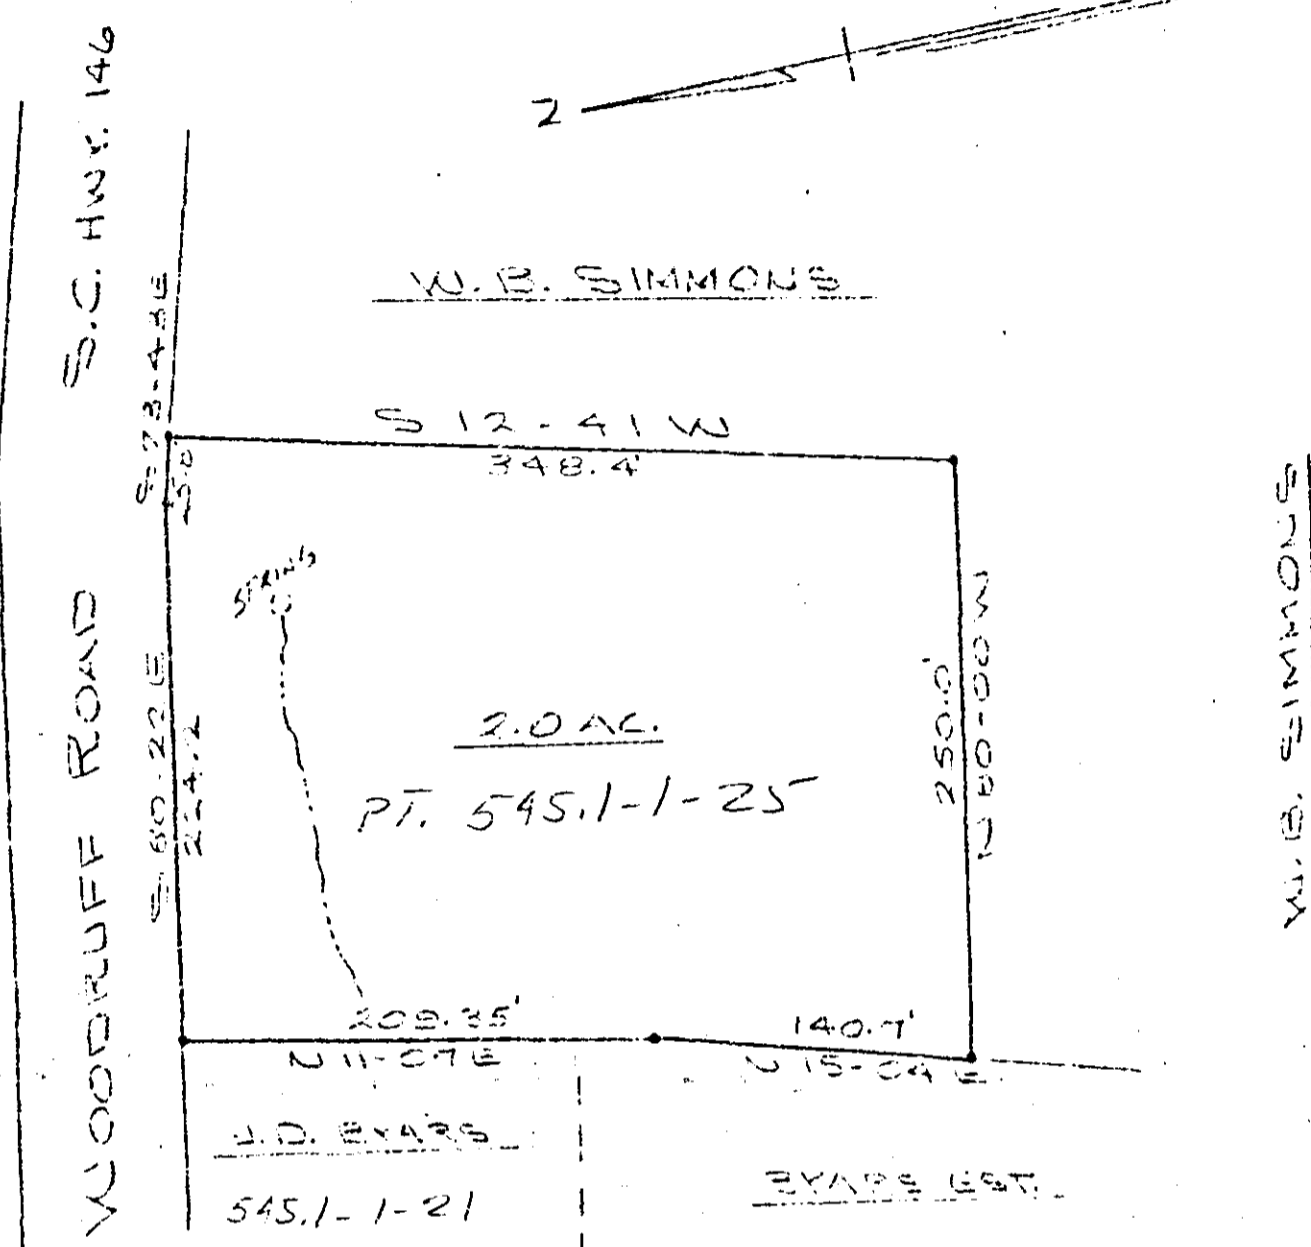 S.C. HWY. 146
N
W.B. SIMMONS
S 12-41 W
348.4'
S 73-43 E
SPRING
S 80-22 E
224.2
2.0 AC.
PT. 545.1-1-25
250.0'
N 80-00 W
W.B. SIMMONS
WOODRUFF ROAD
209.35'
N 11-07 E
140.7'
N 15-04 E
J.D. BYARS
545.1-1-21
BYARS EST.